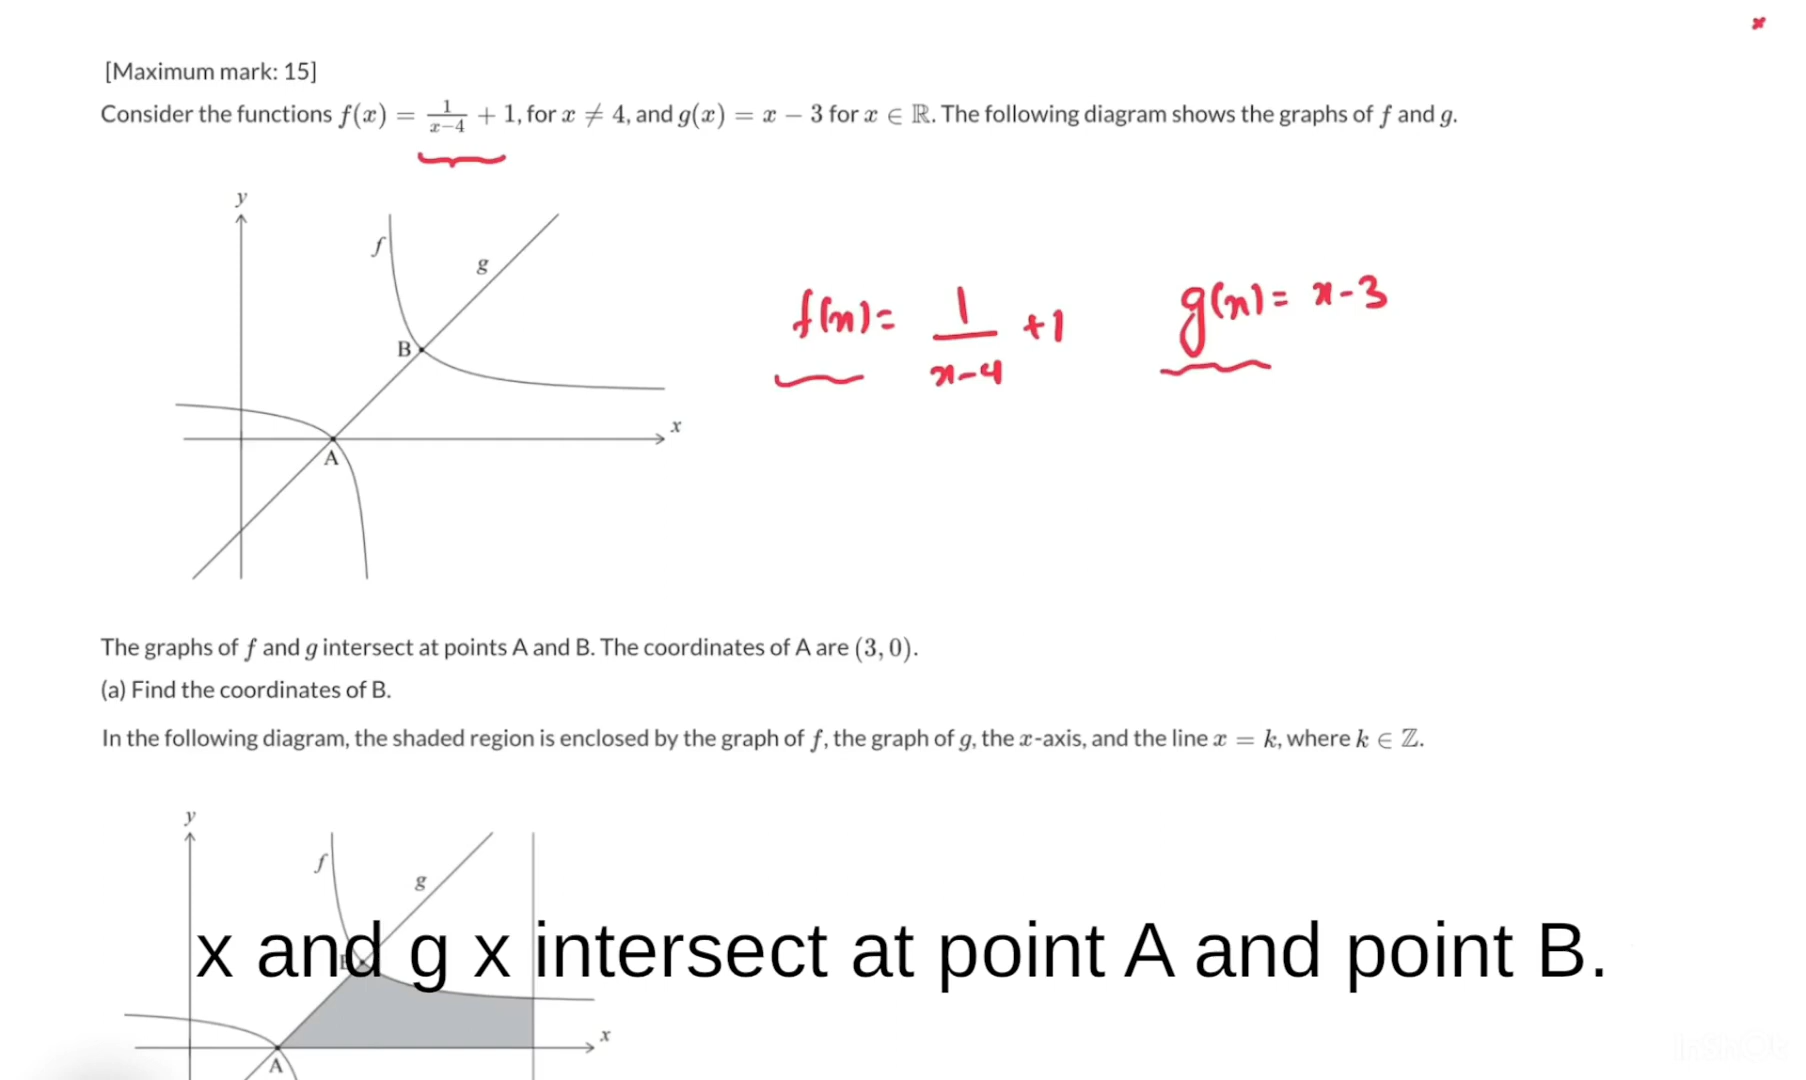 [Maximum mark: 15]
Consider the functions f(x) = 1/(x−4) + 1, for x ≠ 4, and g(x) = x − 3 for x ∈ ℝ. The following diagram shows the graphs of f and g.
y
f
g
B
x
A
f(x) = 1/(x-4) +1
g(x) = x-3
The graphs of f and g intersect at points A and B. The coordinates of A are (3, 0).
(a) Find the coordinates of B.
In the following diagram, the shaded region is enclosed by the graph of f, the graph of g, the x-axis, and the line x = k, where k ∈ ℤ.
y
f
g
x and g x intersect at point A and point B.
x
A